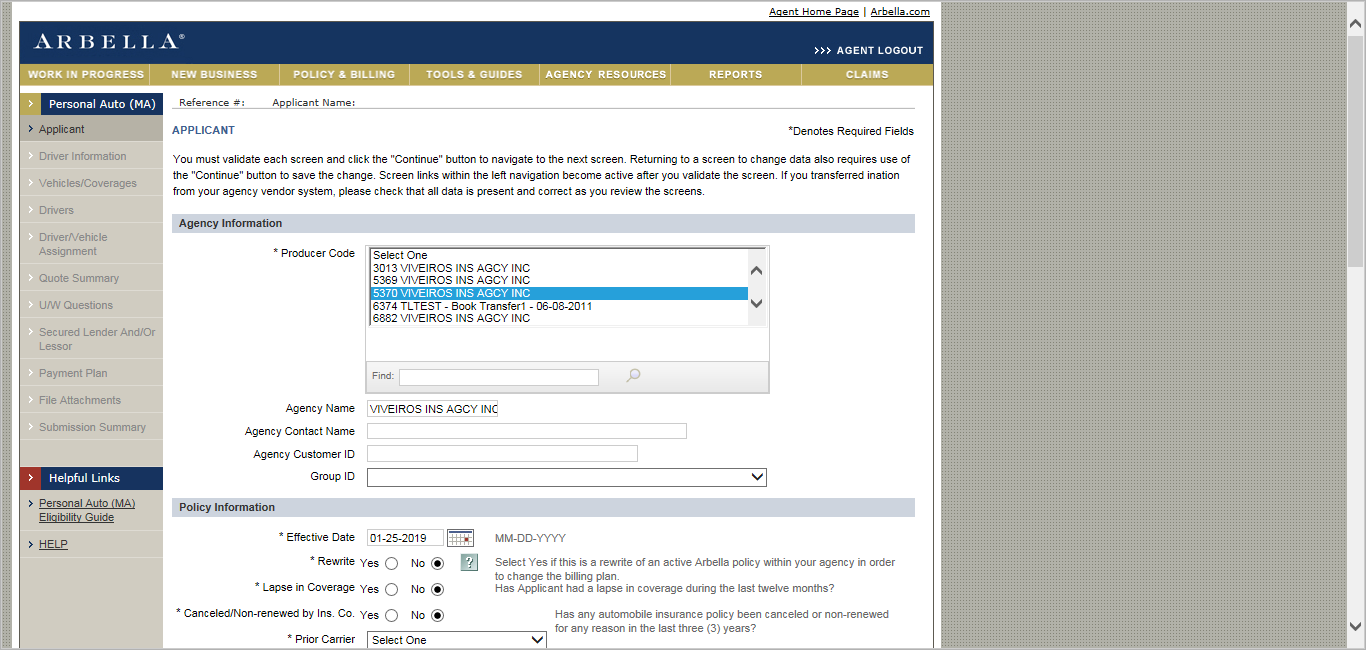 Agent Home Page | Arbella.com
ARBELLA®
>>> AGENT LOGOUT
WORK IN PROGRESS NEW BUSINESS POLICY & BILLING TOOLS & GUIDES AGENCY RESOURCES REPORTS CLAIMS
Personal Auto (MA)
Applicant
Driver Information
Vehicles/Coverages
Drivers
Driver/Vehicle
Assignment
Quote Summary
U/W Questions
Secured Lender And/Or
Lessor
Payment Plan
File Attachments
Submission Summary
Helpful Links
Personal Auto (MA)
Eligibility Guide
HELP
Reference #: Applicant Name:
APPLICANT
*Denotes Required Fields
You must validate each screen and click the "Continue" button to navigate to the next screen. Returning to a screen to change data also requires use of
the "Continue" button to save the change. Screen links within the left navigation become active after you validate the screen. If you transferred ination
from your agency vendor system, please check that all data is present and correct as you review the screens.
Agency Information
* Producer Code
Select One
3013 VIVEIROS INS AGCY INC
5369 VIVEIROS INS AGCY INC
5370 VIVEIROS INS AGCY INC
6374 TLTEST - Book Transfer1 - 06-08-2011
6882 VIVEIROS INS AGCY INC
Find:
Agency Name VIVEIROS INS AGCY INC
Agency Contact Name
Agency Customer ID
Group ID
Policy Information
* Effective Date 01-25-2019 MM-DD-YYYY
* Rewrite Yes No ? Select Yes if this is a rewrite of an active Arbella policy within your agency in order
to change the billing plan.
* Lapse in Coverage Yes No Has Applicant had a lapse in coverage during the last twelve months?
* Canceled/Non-renewed by Ins. Co. Yes No Has any automobile insurance policy been canceled or non-renewed
for any reason in the last three (3) years?
* Prior Carrier Select One